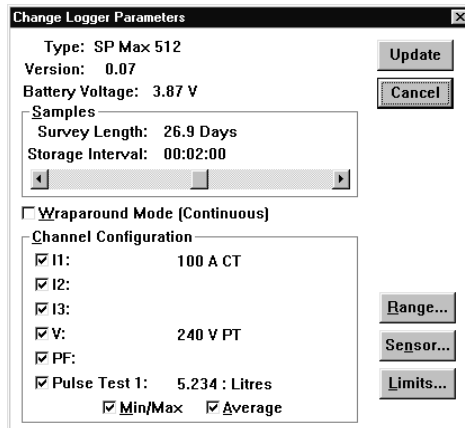 Change Logger Parameters
Type: SP Max 512
Version: 0.07
Battery Voltage: 3.87 V
Update
Cancel
Samples
Survey Length: 26.9 Days
Storage Interval: 00:02:00
Wraparound Mode (Continuous)
Channel Configuration
I1: 100 A CT
I2:
I3:
V: 240 V PT
PF:
Pulse Test 1: 5.234 : Litres
Min/Max Average
Range...
Sensor...
Limits...